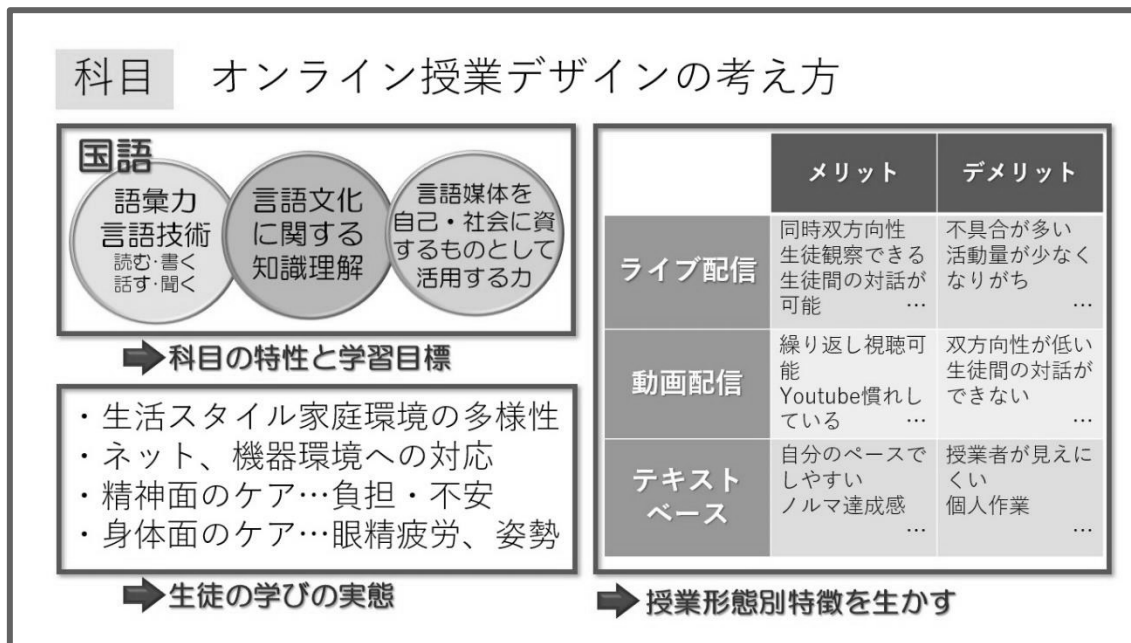 科目 オンライン授業デザインの考え方
国語
語彙力
言語技術
読む・書く
話す・聞く
言語文化
に関する
知識理解
言語媒体を
自己・社会に資
するものとして
活用する力
➡科目の特性と学習目標
・生活スタイル家庭環境の多様性
・ネット、機器環境への対応
・精神面のケア…負担・不安
・身体面のケア…眼精疲労、姿勢
➡生徒の学びの実態
メリット
デメリット
ライブ配信
同時双方向性
生徒観察できる
生徒間の対話が
可能 …
不具合が多い
活動量が少なく
なりがち
…
動画配信
繰り返し視聴可
能
Youtube慣れし
ている …
双方向性が低い
生徒間の対話が
できない
…
テキスト
ベース
自分のペースで
しやすい
ノルマ達成感
…
授業者が見えに
くい
個人作業
…
➡授業形態別特徴を生かす